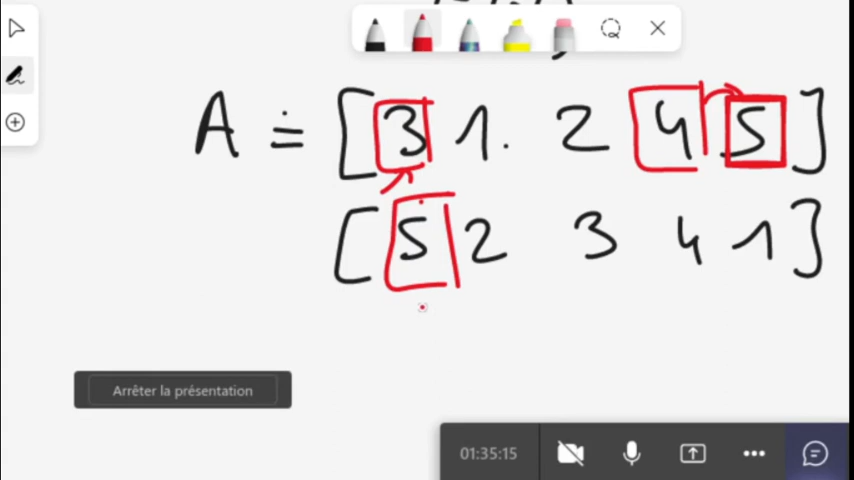 A = [ 3 1. 2 4 5 ]
[ 5 2 3 4 1 ]
Arrêter la présentation
01:35:15